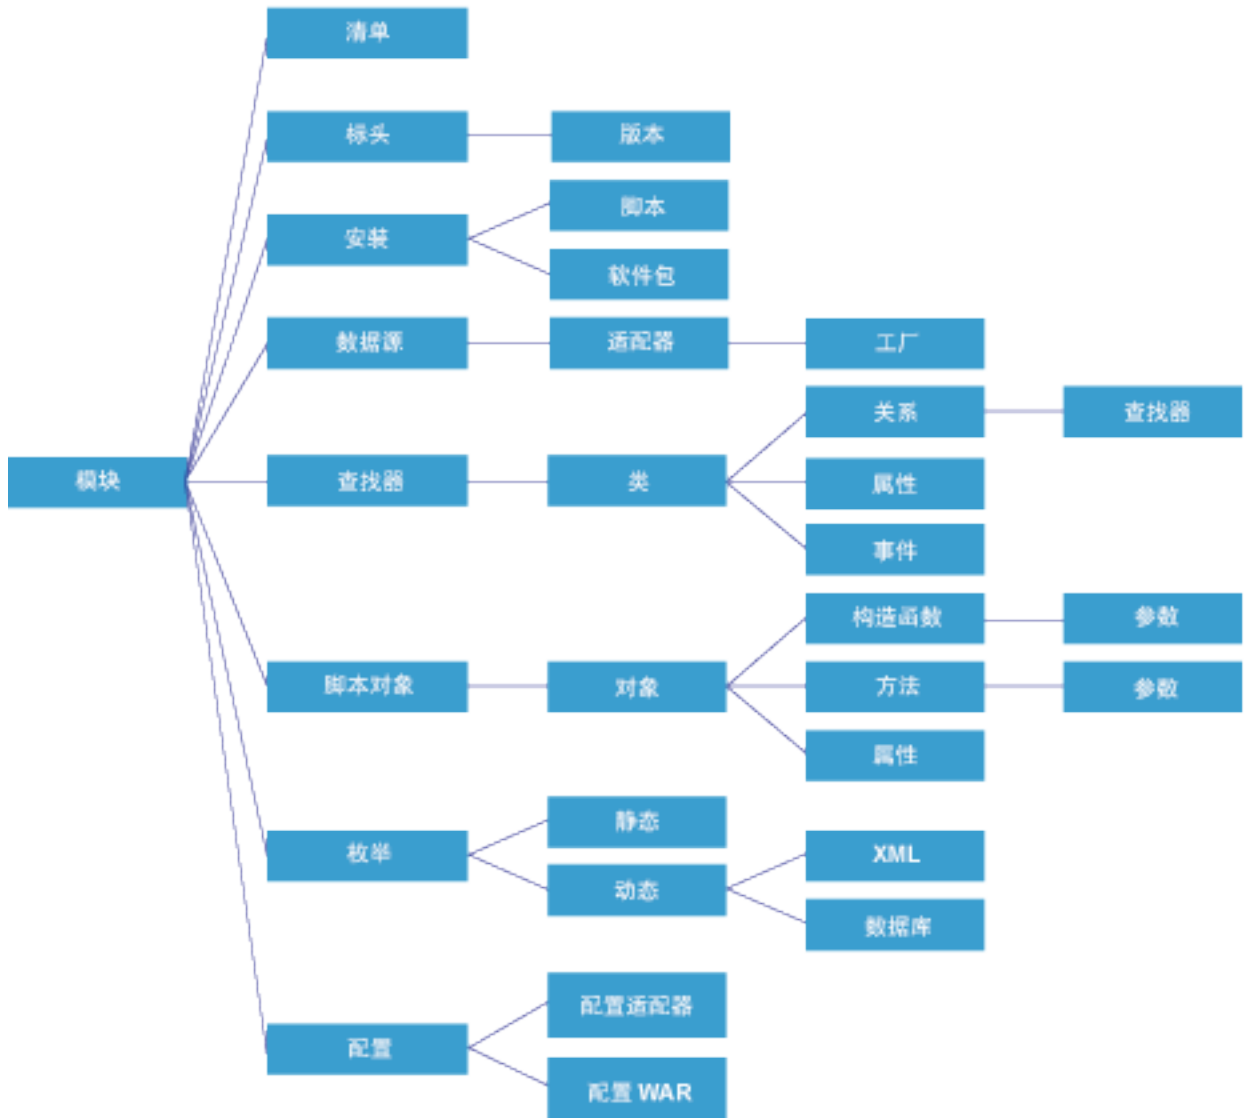 清单
标头
版本
脚本
安装
软件包
数据源
适配器
工厂
关系
查找器
模块
查找器
类
属性
事件
构造函数
参数
脚本对象
对象
方法
参数
属性
静态
枚举
XML
动态
数据库
配置适配器
配置
配置 WAR